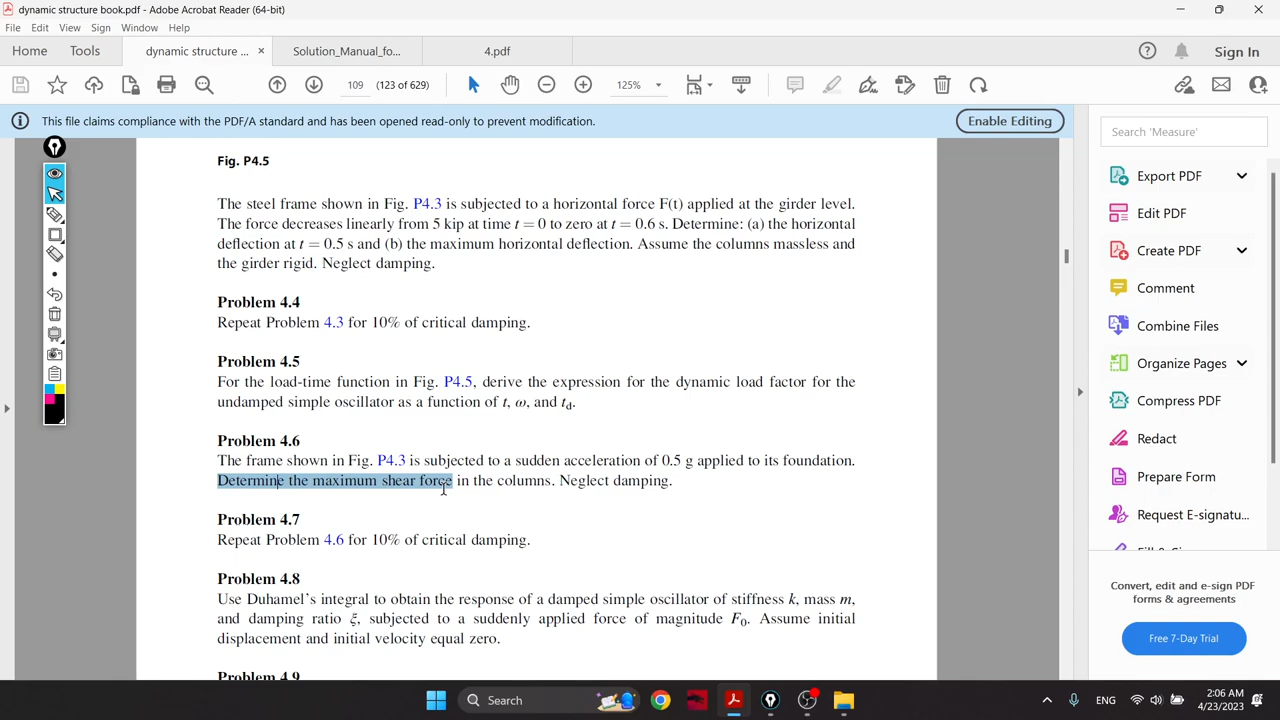 dynamic structure book.pdf - Adobe Acrobat Reader (64-bit)
File Edit View Sign Window Help
Home Tools dynamic structure ... × Solution_Manual_fo... 4.pdf Sign In
109 (123 of 629) 125%
This file claims compliance with the PDF/A standard and has been opened read-only to prevent modification. Enable Editing
Search 'Measure'
Fig. P4.5
The steel frame shown in Fig. P4.3 is subjected to a horizontal force F(t) applied at the girder level.
The force decreases linearly from 5 kip at time t = 0 to zero at t = 0.6 s. Determine: (a) the horizontal
deflection at t = 0.5 s and (b) the maximum horizontal deflection. Assume the columns massless and
the girder rigid. Neglect damping.
Problem 4.4
Repeat Problem 4.3 for 10% of critical damping.
Problem 4.5
For the load-time function in Fig. P4.5, derive the expression for the dynamic load factor for the
undamped simple oscillator as a function of t, ω, and td.
Problem 4.6
The frame shown in Fig. P4.3 is subjected to a sudden acceleration of 0.5 g applied to its foundation.
Determine the maximum shear force in the columns. Neglect damping.
Problem 4.7
Repeat Problem 4.6 for 10% of critical damping.
Problem 4.8
Use Duhamel's integral to obtain the response of a damped simple oscillator of stiffness k, mass m,
and damping ratio ξ, subjected to a suddenly applied force of magnitude F0. Assume initial
displacement and initial velocity equal zero.
Problem 4.9
Export PDF
Edit PDF
Create PDF
Comment
Combine Files
Organize Pages
Compress PDF
Redact
Prepare Form
Request E-signatu...
Convert, edit and e-sign PDF
forms & agreements
Free 7-Day Trial
Search
ENG
2:06 AM
4/23/2023